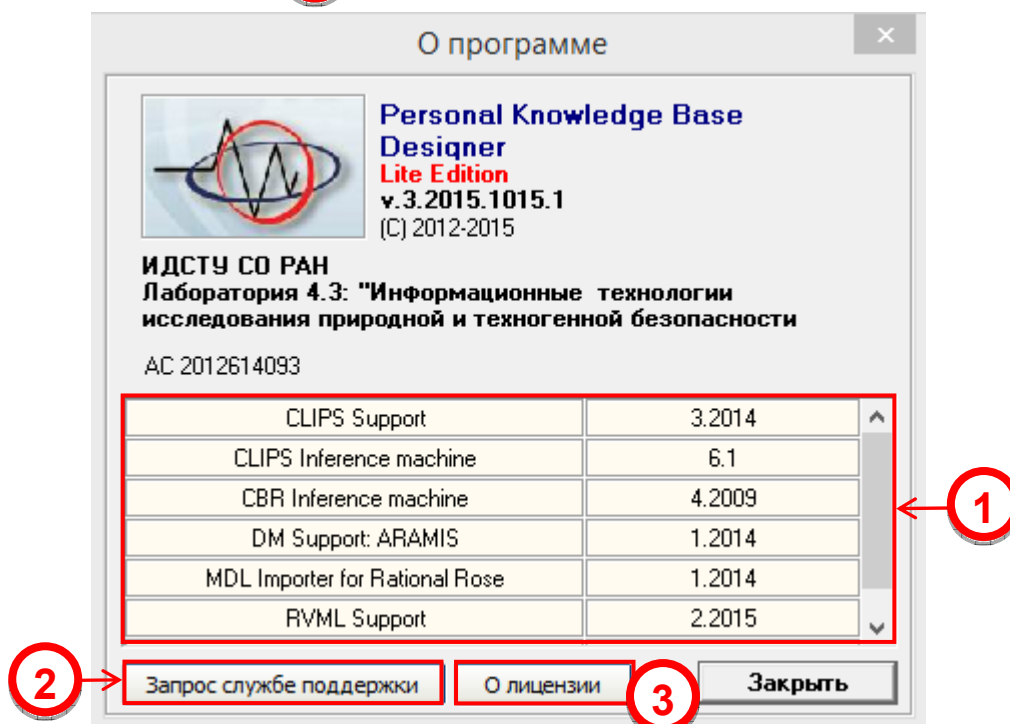 О программе
Personal Knowledge Base
Designer
Lite Edition
v.3.2015.1015.1
(C) 2012-2015
ИДСТУ СО РАН
Лаборатория 4.3: "Информационные технологии
исследования природной и техногенной безопасности
АС 2012614093
CLIPS Support 3.2014
CLIPS Inference machine 6.1
CBR Inference machine 4.2009
DM Support: ARAMIS 1.2014
MDL Importer for Rational Rose 1.2014
RVML Support 2.2015
1
2 Запрос службе поддержки О лицензии 3 Закрыть